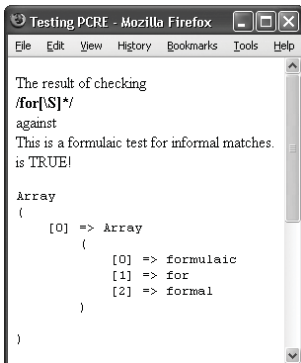 Testing PCRE - Mozilla Firefox
File Edit View History Bookmarks Tools Help
The result of checking
/for[\S]*/
against
This is a formulaic test for informal matches.
is TRUE!
Array
(
[0] => Array
(
[0] => formulaic
[1] => for
[2] => formal
)
)